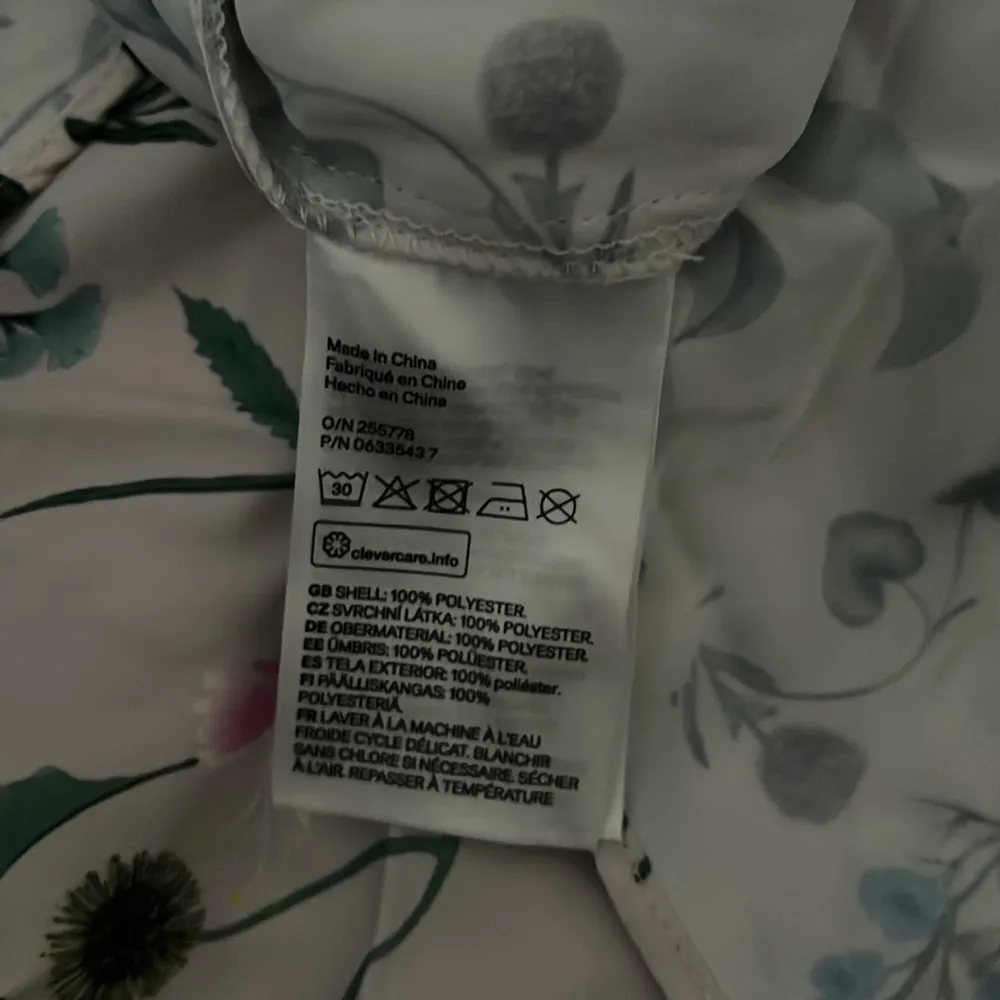 Made in China
Fabriqué en Chine
Hecho en China
O/N 255778
P/N 0633543 7
30
clevercare.info
GB SHELL: 100% POLYESTER.
CZ SVRCHNÍ LÁTKA: 100% POLYESTER.
DE OBERMATERIAL: 100% POLYESTER.
EE ÜMBRIS: 100% POLÜESTER.
ES TELA EXTERIOR: 100% poliéster.
FI PÄÄLLISKANGAS: 100%
POLYESTERIÄ.
FR LAVER À LA MACHINE À L'EAU
FROIDE CYCLE DÉLICAT. BLANCHIR
SANS CHLORE SI NÉCESSAIRE. SÉCHER
À L'AIR. REPASSER À TEMPÉRATURE